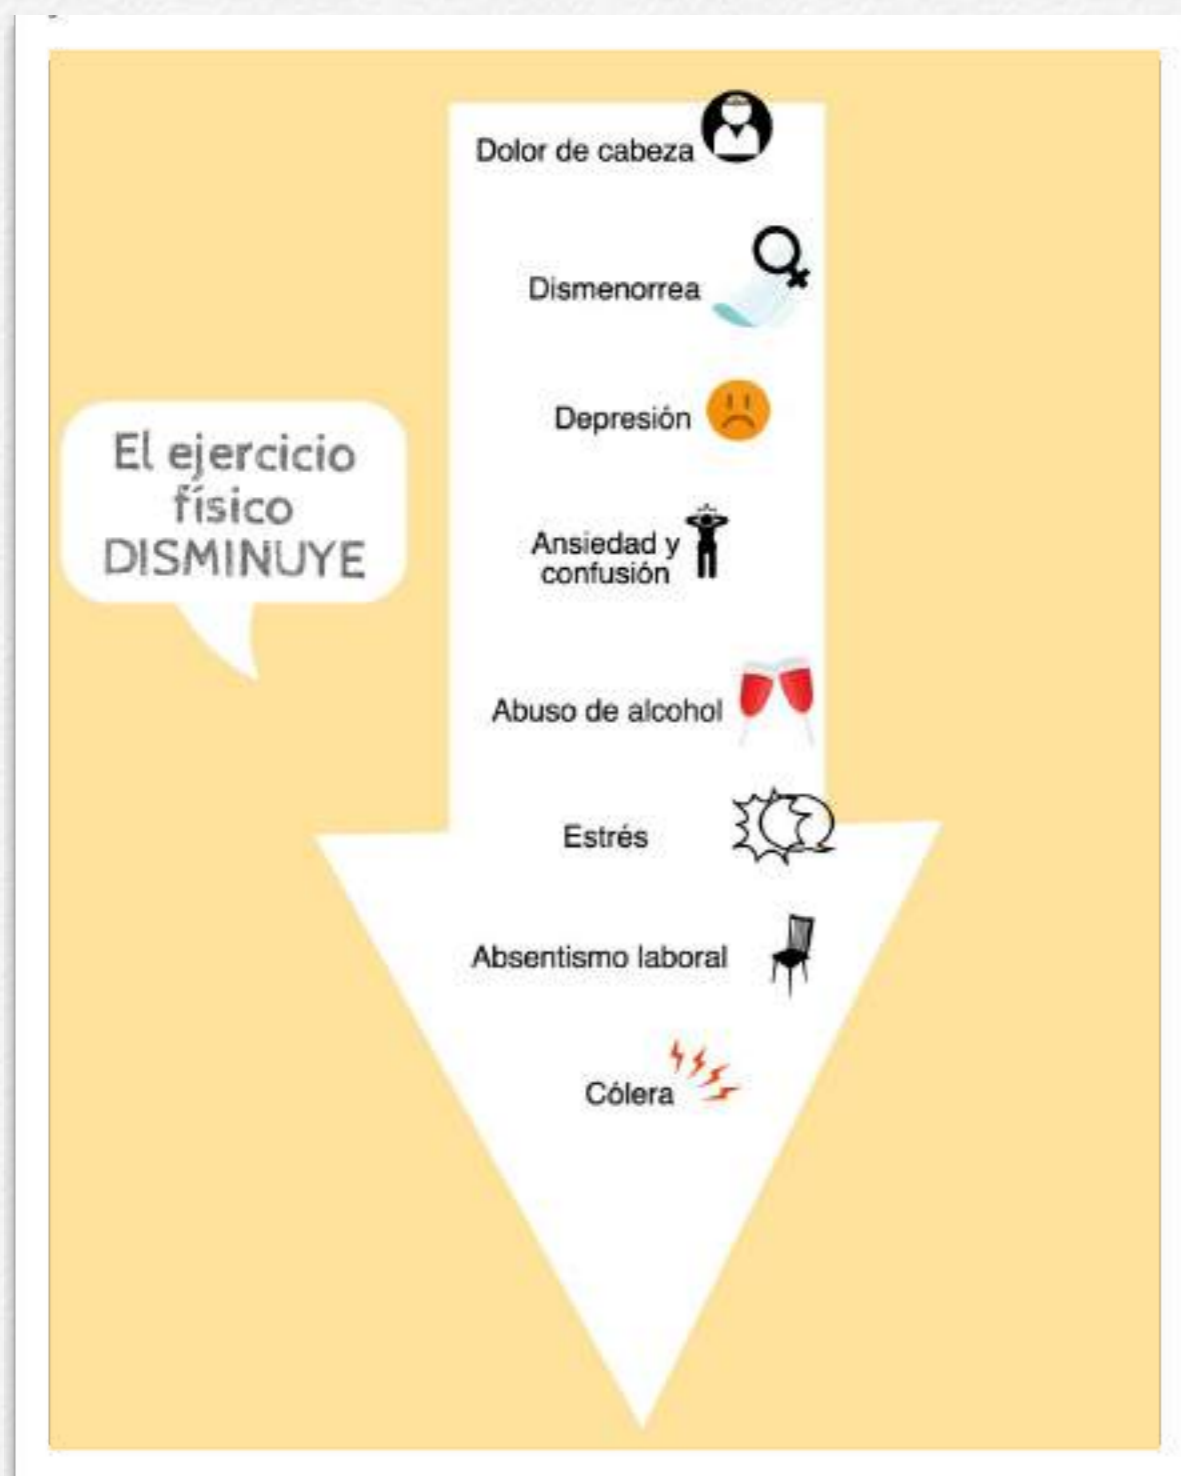 El ejercicio
físico
DISMINUYE
Dolor de cabeza
Dismenorrea
Depresión
Ansiedad y
confusión
Abuso de alcohol
Estrés
Absentismo laboral
Cólera